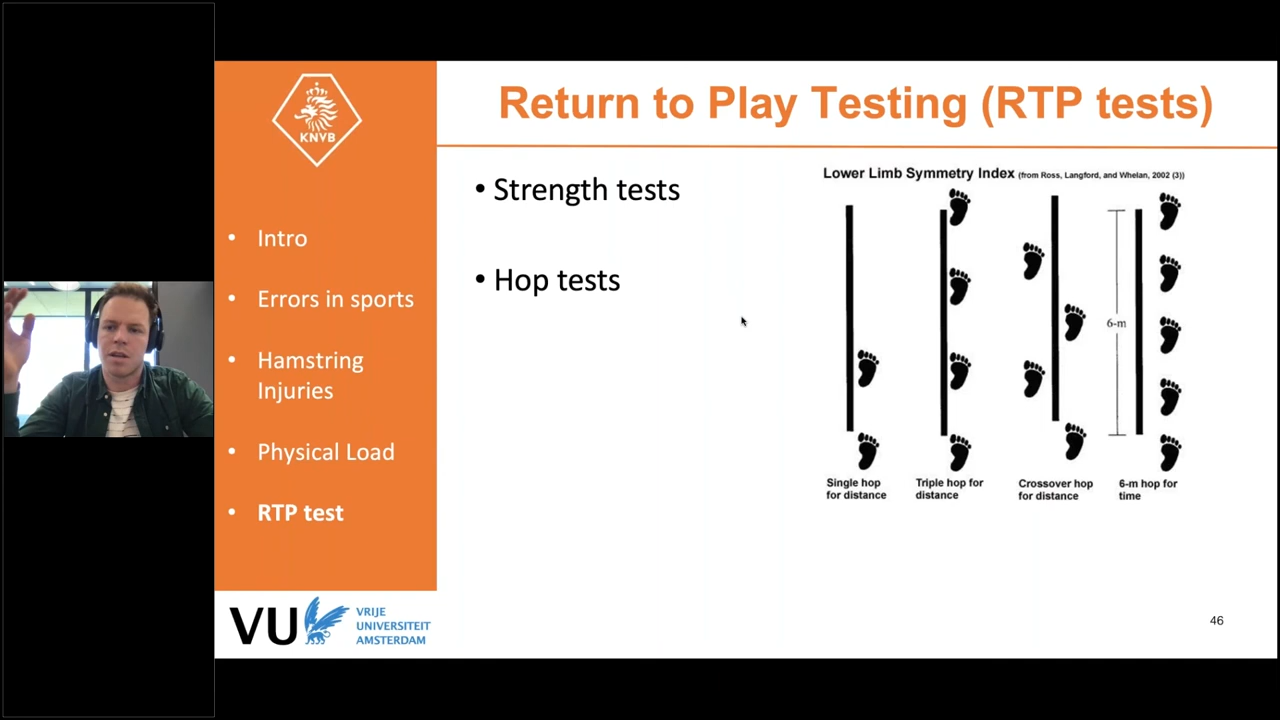 KNVB
Return to Play Testing (RTP tests)
• Intro
• Errors in sports
• Hamstring
Injuries
• Physical Load
• RTP test
• Strength tests
• Hop tests
Lower Limb Symmetry Index (from Ross, Langford, and Whelan, 2002 (3))
6-m
Single hop
for distance
Triple hop for
distance
Crossover hop
for distance
6-m hop for
time
VU VRIJE
UNIVERSITEIT
AMSTERDAM
46